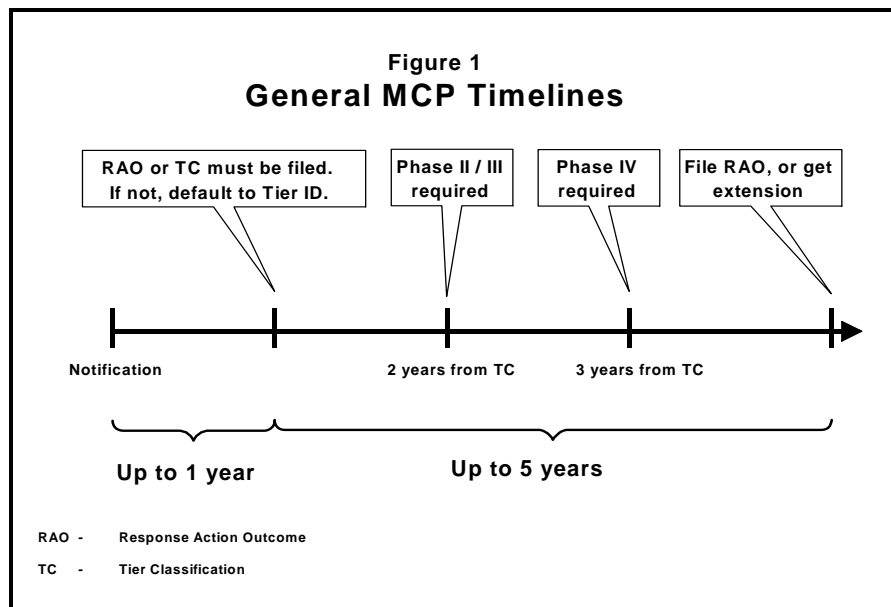 Figure 1
General MCP Timelines
RAO or TC must be filed.
If not, default to Tier ID.
Phase II / III
required
Phase IV
required
File RAO, or get
extension
Notification
2 years from TC
3 years from TC
Up to 1 year
Up to 5 years
RAO - Response Action Outcome
TC - Tier Classification